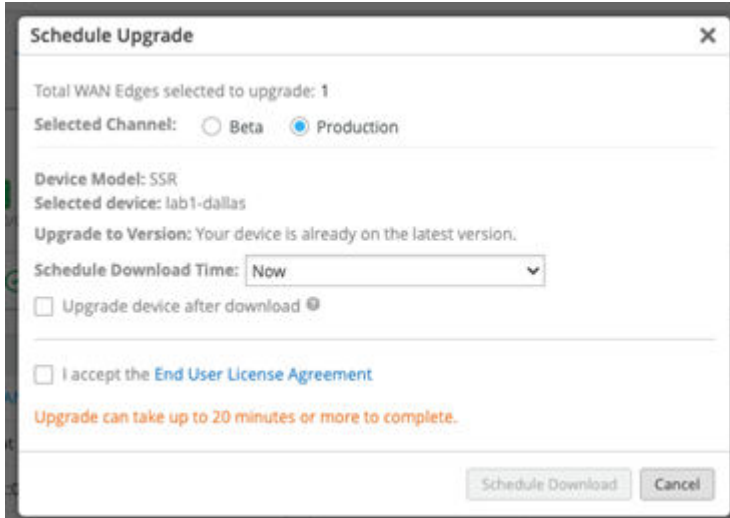 Schedule Upgrade
Total WAN Edges selected to upgrade: 1
Selected Channel: Beta Production
Device Model: SSR
Selected device: lab1-dallas
Upgrade to Version: Your device is already on the latest version.
Schedule Download Time: Now
Upgrade device after download
I accept the End User License Agreement
Upgrade can take up to 20 minutes or more to complete.
Schedule Download Cancel